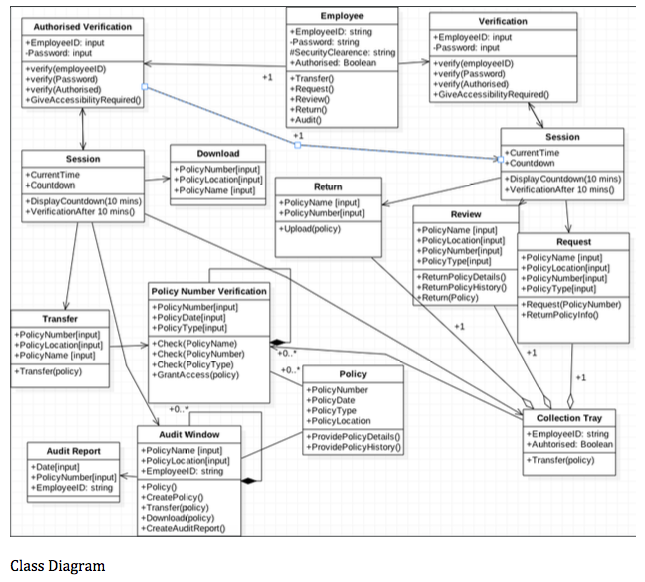 Employee
+EmployeeID: string
-Password: string
#SecurityClearence: string
+Authorised: Boolean
+Transfer()
+Request()
+Review()
+Return()
+Audit()
Authorised Verification
+EmployeeID: input
-Password: input
+verify(employeeID)
+verify(Password)
+verify(Authorised)
+GiveAccessibilityRequired()
Verification
+EmployeeID: input
-Password: input
+verify(employeeID)
+verify(Password)
+verify(Authorised)
+GiveAccessibilityRequired()
+1
+1
Session
+CurrentTime
+Countdown
+DisplayCountdown(10 mins)
+VerificationAfter 10 mins()
Download
+PolicyNumber[input]
+PolicyLocation[input]
+PolicyName [input]
Session
+CurrentTime
+Countdown
+DisplayCountdown(10 mins)
+VerificationAfter 10 mins()
Return
+PolicyName [input]
+PolicyNumber[input]
+Upload(policy)
Review
+PolicyName [input]
+PolicyLocation[input]
+PolicyNumber[input]
+PolicyType[input]
+ReturnPolicyDetails()
+ReturnPolicyHistory()
+Return(Policy)
Request
+PolicyName [input]
+PolicyLocation[input]
+PolicyNumber[input]
+PolicyType[input]
+Request(PolicyNumber)
+ReturnPolicyInfo()
Policy Number Verification
+PolicyNumber[input]
+PolicyDate[input]
+PolicyType[input]
+Check(PolicyName)
+Check(PolicyNumber)
+Check(PolicyType)
+GrantAccess(policy)
Transfer
+PolicyNumber[input]
+PolicyLocation[input]
+PolicyName [input]
+Transfer(policy)
+1
+1
+1
+0..*
+0..*
Policy
+PolicyNumber
+PolicyDate
+PolicyType
+PolicyLocation
+ProvidePolicyDetails()
+ProvidePolicyHistory()
+0..*
Audit Window
+PolicyName [input]
+PolicyLocation[input]
+EmployeeID: string
+Policy()
+CreatePolicy()
+Transfer(policy)
+Download(policy)
+CreateAuditReport()
Audit Report
+Date[input]
+PolicyNumber[input]
+EmployeeID: string
Collection Tray
+EmployeeID: string
+Auhtorised: Boolean
+Transfer(policy)
Class Diagram